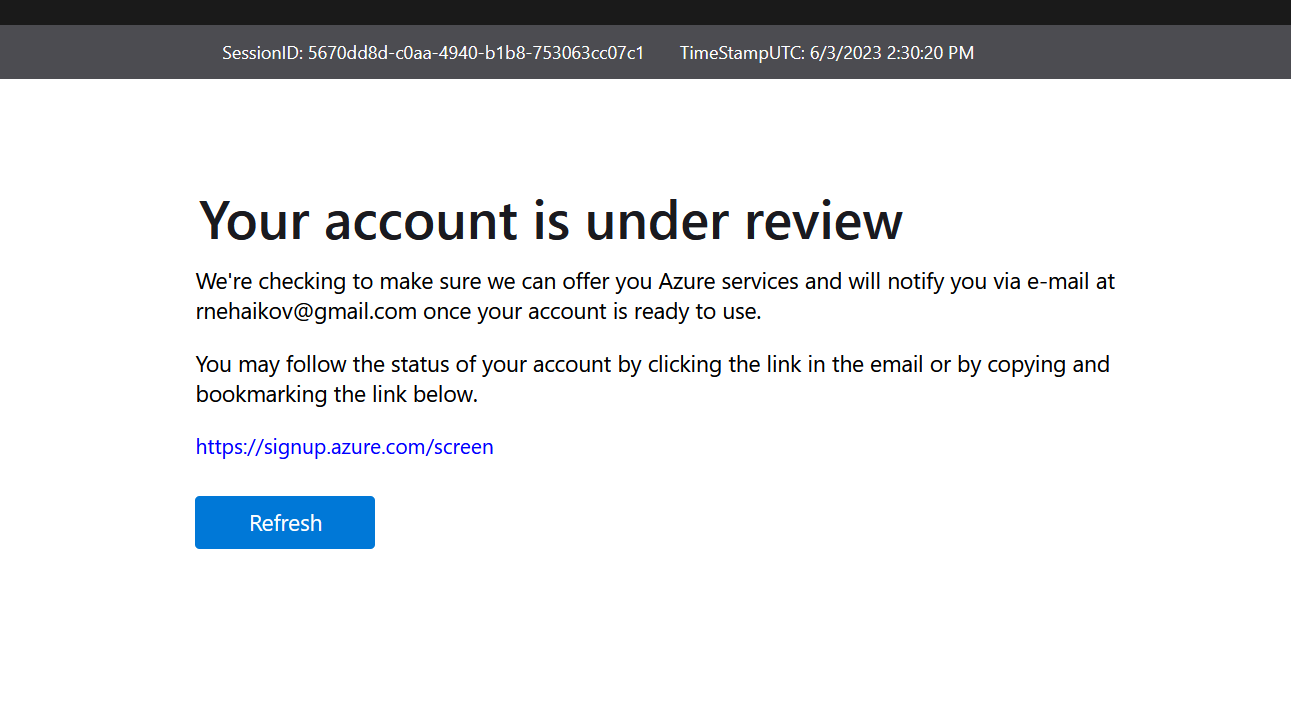 SessionID: 5670dd8d-c0aa-4940-b1b8-753063cc07c1 TimeStampUTC: 6/3/2023 2:30:20 PM
Your account is under review
We're checking to make sure we can offer you Azure services and will notify you via e-mail at
rnehaikov@gmail.com once your account is ready to use.
You may follow the status of your account by clicking the link in the email or by copying and
bookmarking the link below.
https://signup.azure.com/screen
Refresh